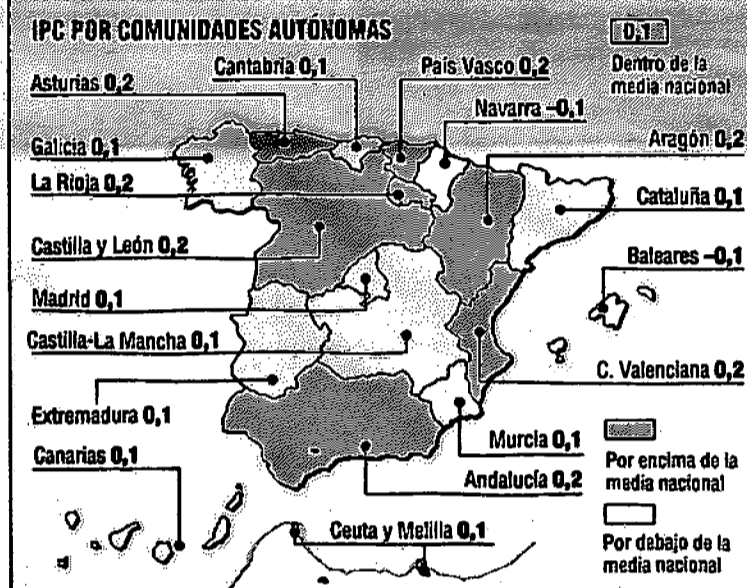 IPC POR COMUNIDADES AUTÓNOMAS
0,1
Dentro de la
media nacional
Asturias 0,2
Cantabria 0,1
País Vasco 0,2
Navarra –0,1
Galicia 0,1
Aragón 0,2
La Rioja 0,2
Cataluña 0,1
Castilla y León 0,2
Baleares –0,1
Madrid 0,1
Castilla-La Mancha 0,1
C. Valenciana 0,2
Extremadura 0,1
Murcia 0,1
Canarias 0,1
Andalucía 0,2
Por encima de la
media nacional
Ceuta y Melilla 0,1
Por debajo de la
media nacional